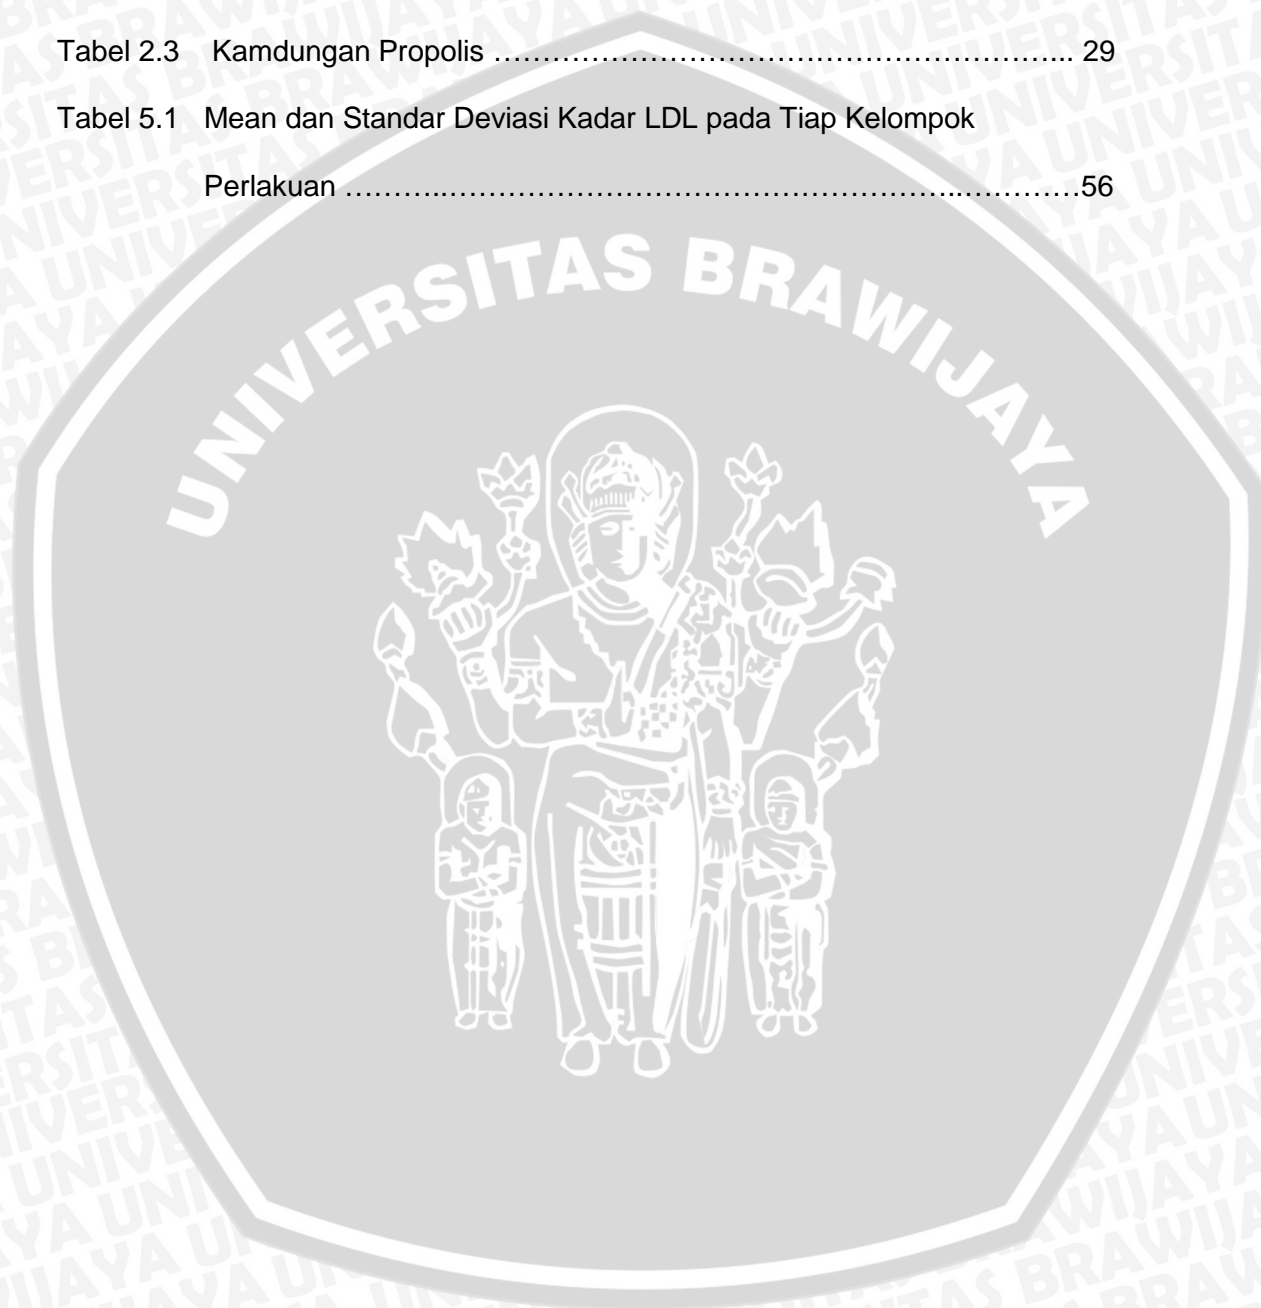 Tabel 2.3 Kamdungan Propolis …………………………………………………... 29
Tabel 5.1 Mean dan Standar Deviasi Kadar LDL pada Tiap Kelompok
Perlakuan ………..…………………………………………….…………56
UNIVERSITAS BRAWIJAYA